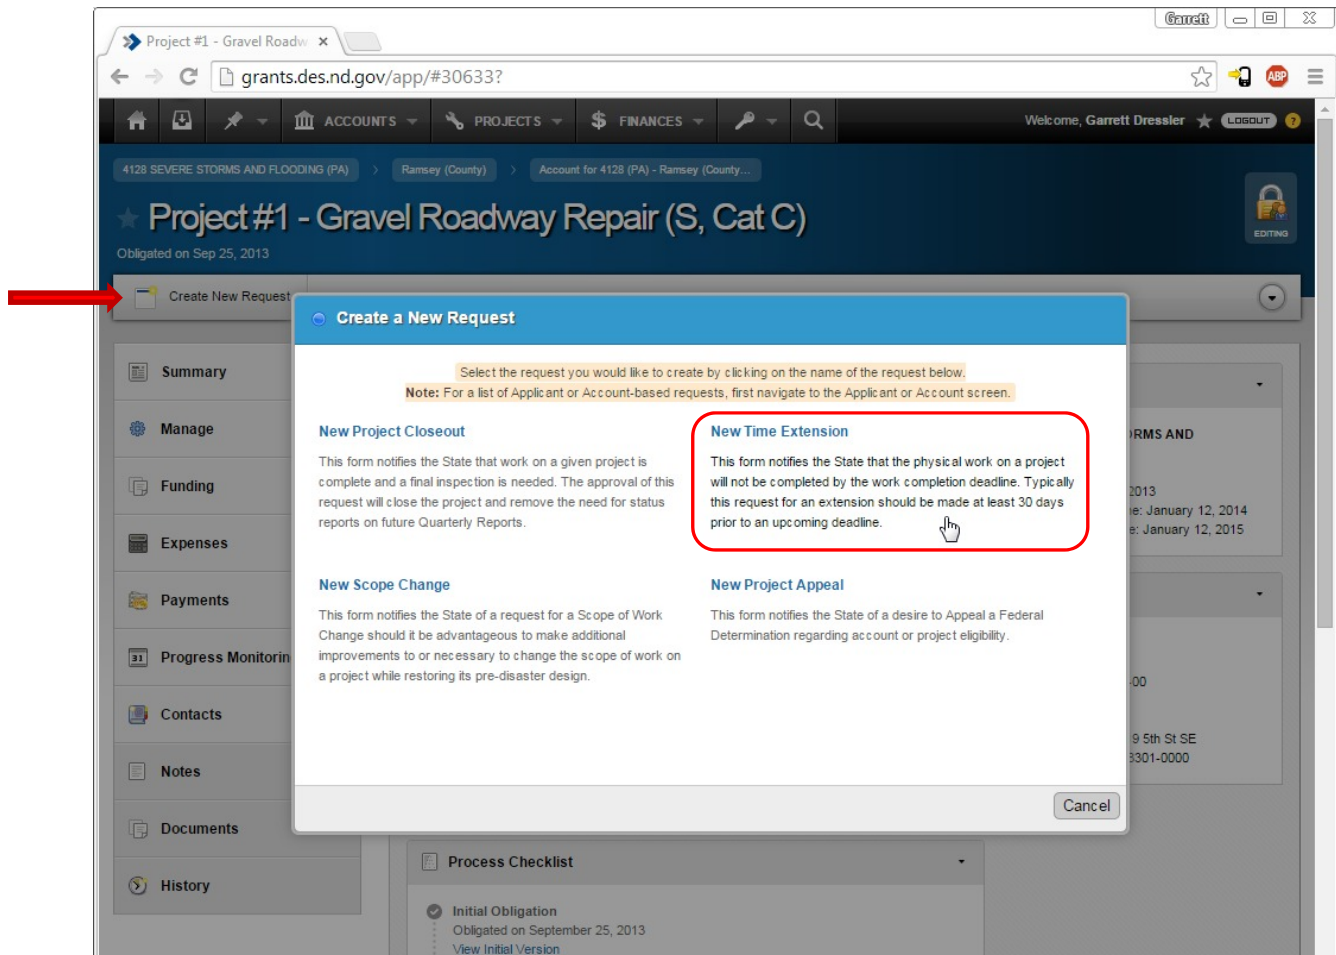 Garrett
Project #1 - Gravel Roadw
grants.des.nd.gov/app/#30633?
ABP
ACCOUNTS
PROJECTS
$ FINANCES
Welcome, Garrett Dressler
LOGOUT
?
4128 SEVERE STORMS AND FLOODING (PA)
Ramsey (County)
Account for 4128 (PA) - Ramsey (County...
Project #1 - Gravel Roadway Repair (S, Cat C)
EDITING
Obligated on Sep 25, 2013
Create New Request
Create a New Request
Select the request you would like to create by clicking on the name of the request below.
Note: For a list of Applicant or Account-based requests, first navigate to the Applicant or Account screen.
New Project Closeout
This form notifies the State that work on a given project is
complete and a final inspection is needed. The approval of this
request will close the project and remove the need for status
reports on future Quarterly Reports.
New Time Extension
This form notifies the State that the physical work on a project
will not be completed by the work completion deadline. Typically
this request for an extension should be made at least 30 days
prior to an upcoming deadline.
New Scope Change
This form notifies the State of a request for a Scope of Work
Change should it be advantageous to make additional
improvements to or necessary to change the scope of work on
a project while restoring its pre-disaster design.
New Project Appeal
This form notifies the State of a desire to Appeal a Federal
Determination regarding account or project eligibility.
Cancel
Summary
Manage
Funding
Expenses
Payments
31 Progress Monitorin
Contacts
Notes
Documents
History
RMS AND
2013
e: January 12, 2014
e: January 12, 2015
-00
9 5th St SE
3301-0000
Process Checklist
Initial Obligation
Obligated on September 25, 2013
View Initial Version